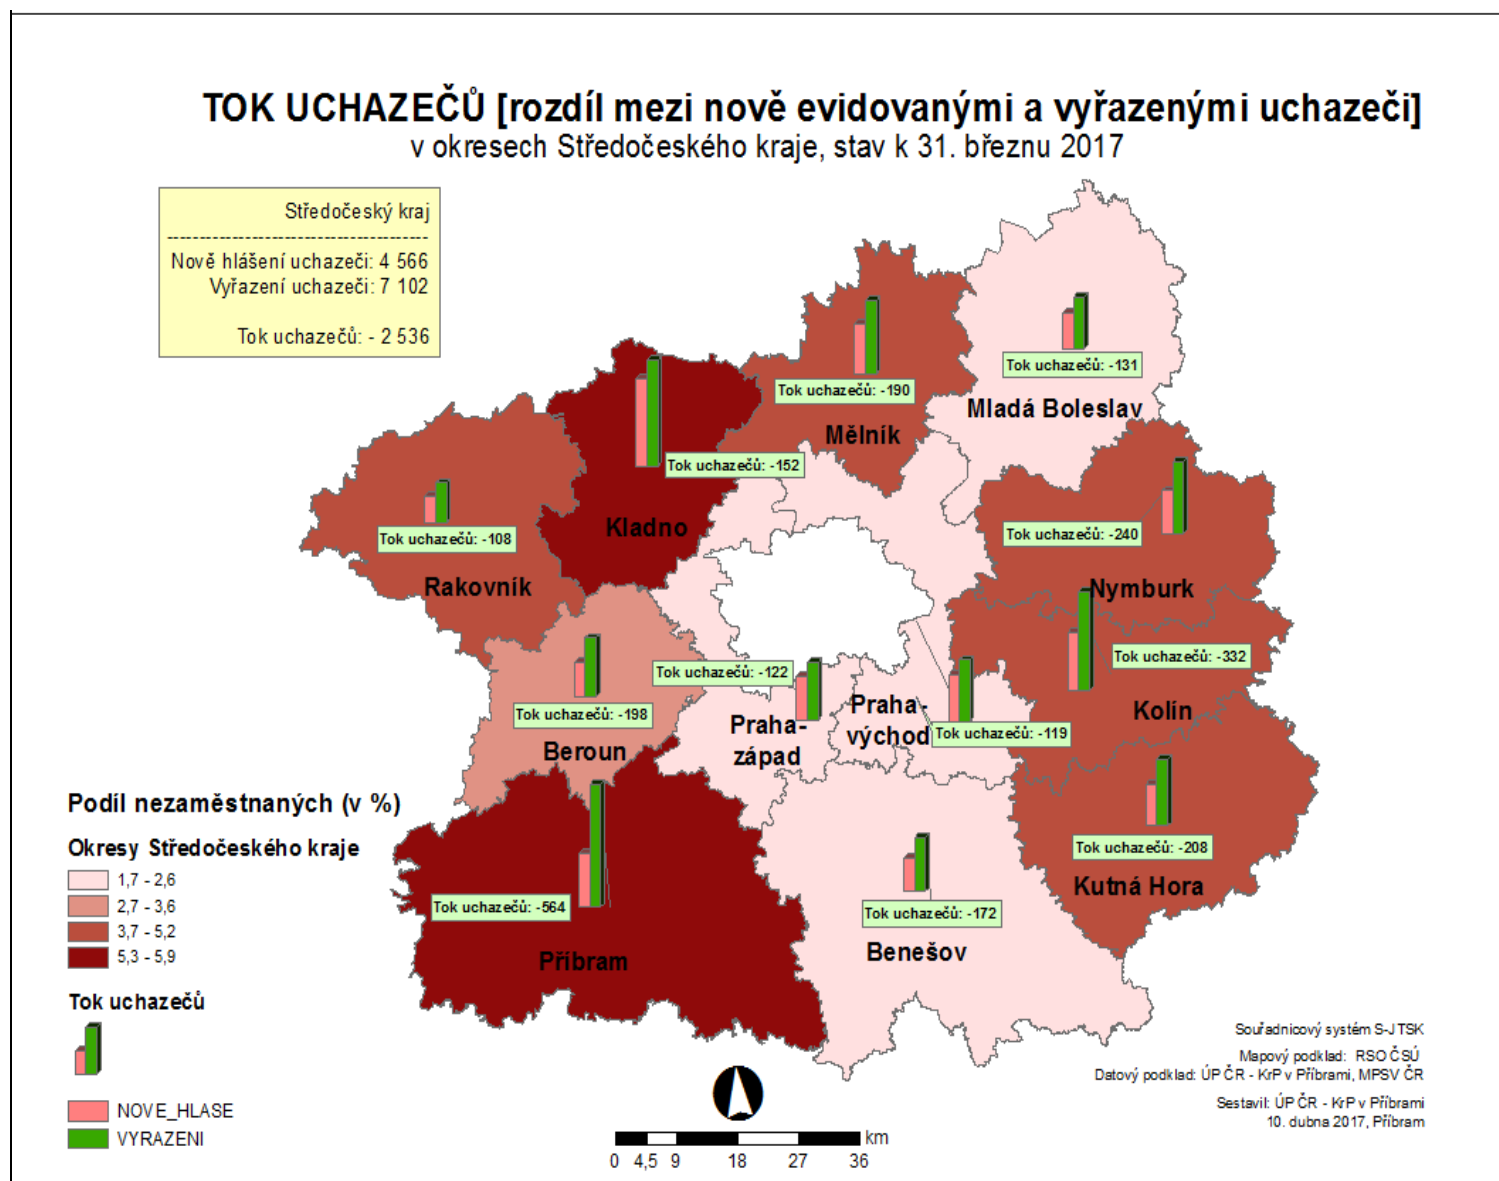 TOK UCHAZEČŮ [rozdíl mezi nově evidovanými a vyřazenými uchazeči]
v okresech Středočeského kraje, stav k 31. březnu 2017
Středočeský kraj
----------------------------------------
Nově hlášení uchazeči: 4 566
Vyřazení uchazeči: 7 102
Tok uchazečů: - 2 536
Tok uchazečů: -131
Mladá Boleslav
Tok uchazečů: -190
Mělník
Tok uchazečů: -152
Kladno
Tok uchazečů: -108
Rakovník
Tok uchazečů: -240
Nymburk
Tok uchazečů: -332
Kolín
Tok uchazečů: -122
Praha-
západ
Praha-
východ
Tok uchazečů: -119
Tok uchazečů: -198
Beroun
Tok uchazečů: -208
Kutná Hora
Tok uchazečů: -564
Příbram
Tok uchazečů: -172
Benešov
Podíl nezaměstnaných (v %)
Okresy Středočeského kraje
1,7 - 2,6
2,7 - 3,6
3,7 - 5,2
5,3 - 5,9
Tok uchazečů
NOVE_HLASE
VYRAZENI
km
0 4,5 9 18 27 36
Souřadnicový systém S-JTSK
Mapový podklad: RSO ČSÚ
Datový podklad: ÚP ČR - KrP v Příbrami, MPSV ČR
Sestavil: ÚP ČR - KrP v Příbrami
10. dubna 2017, Příbram